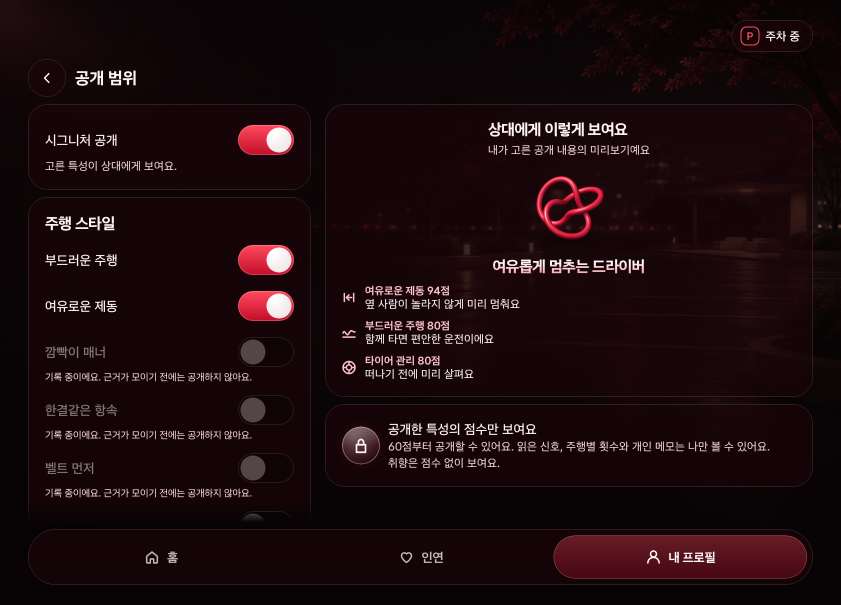 P 주차 중
공개 범위
시그니처 공개
고른 특성이 상대에게 보여요.
주행 스타일
부드러운 주행
여유로운 제동
깜빡이 매너
기록 중이에요. 근거가 모이기 전에는 공개하지 않아요.
한결같은 항속
기록 중이에요. 근거가 모이기 전에는 공개하지 않아요.
벨트 먼저
기록 중이에요. 근거가 모이기 전에는 공개하지 않아요.
상대에게 이렇게 보여요
내가 고른 공개 내용의 미리보기예요
여유롭게 멈추는 드라이버
여유로운 제동 94점
옆 사람이 놀라지 않게 미리 멈춰요
부드러운 주행 80점
함께 타면 편안한 운전이에요
타이어 관리 80점
떠나기 전에 미리 살펴요
공개한 특성의 점수만 보여요
60점부터 공개할 수 있어요. 읽은 신호, 주행별 횟수와 개인 메모는 나만 볼 수 있어요.
취향은 점수 없이 보여요.
홈
인연
내 프로필